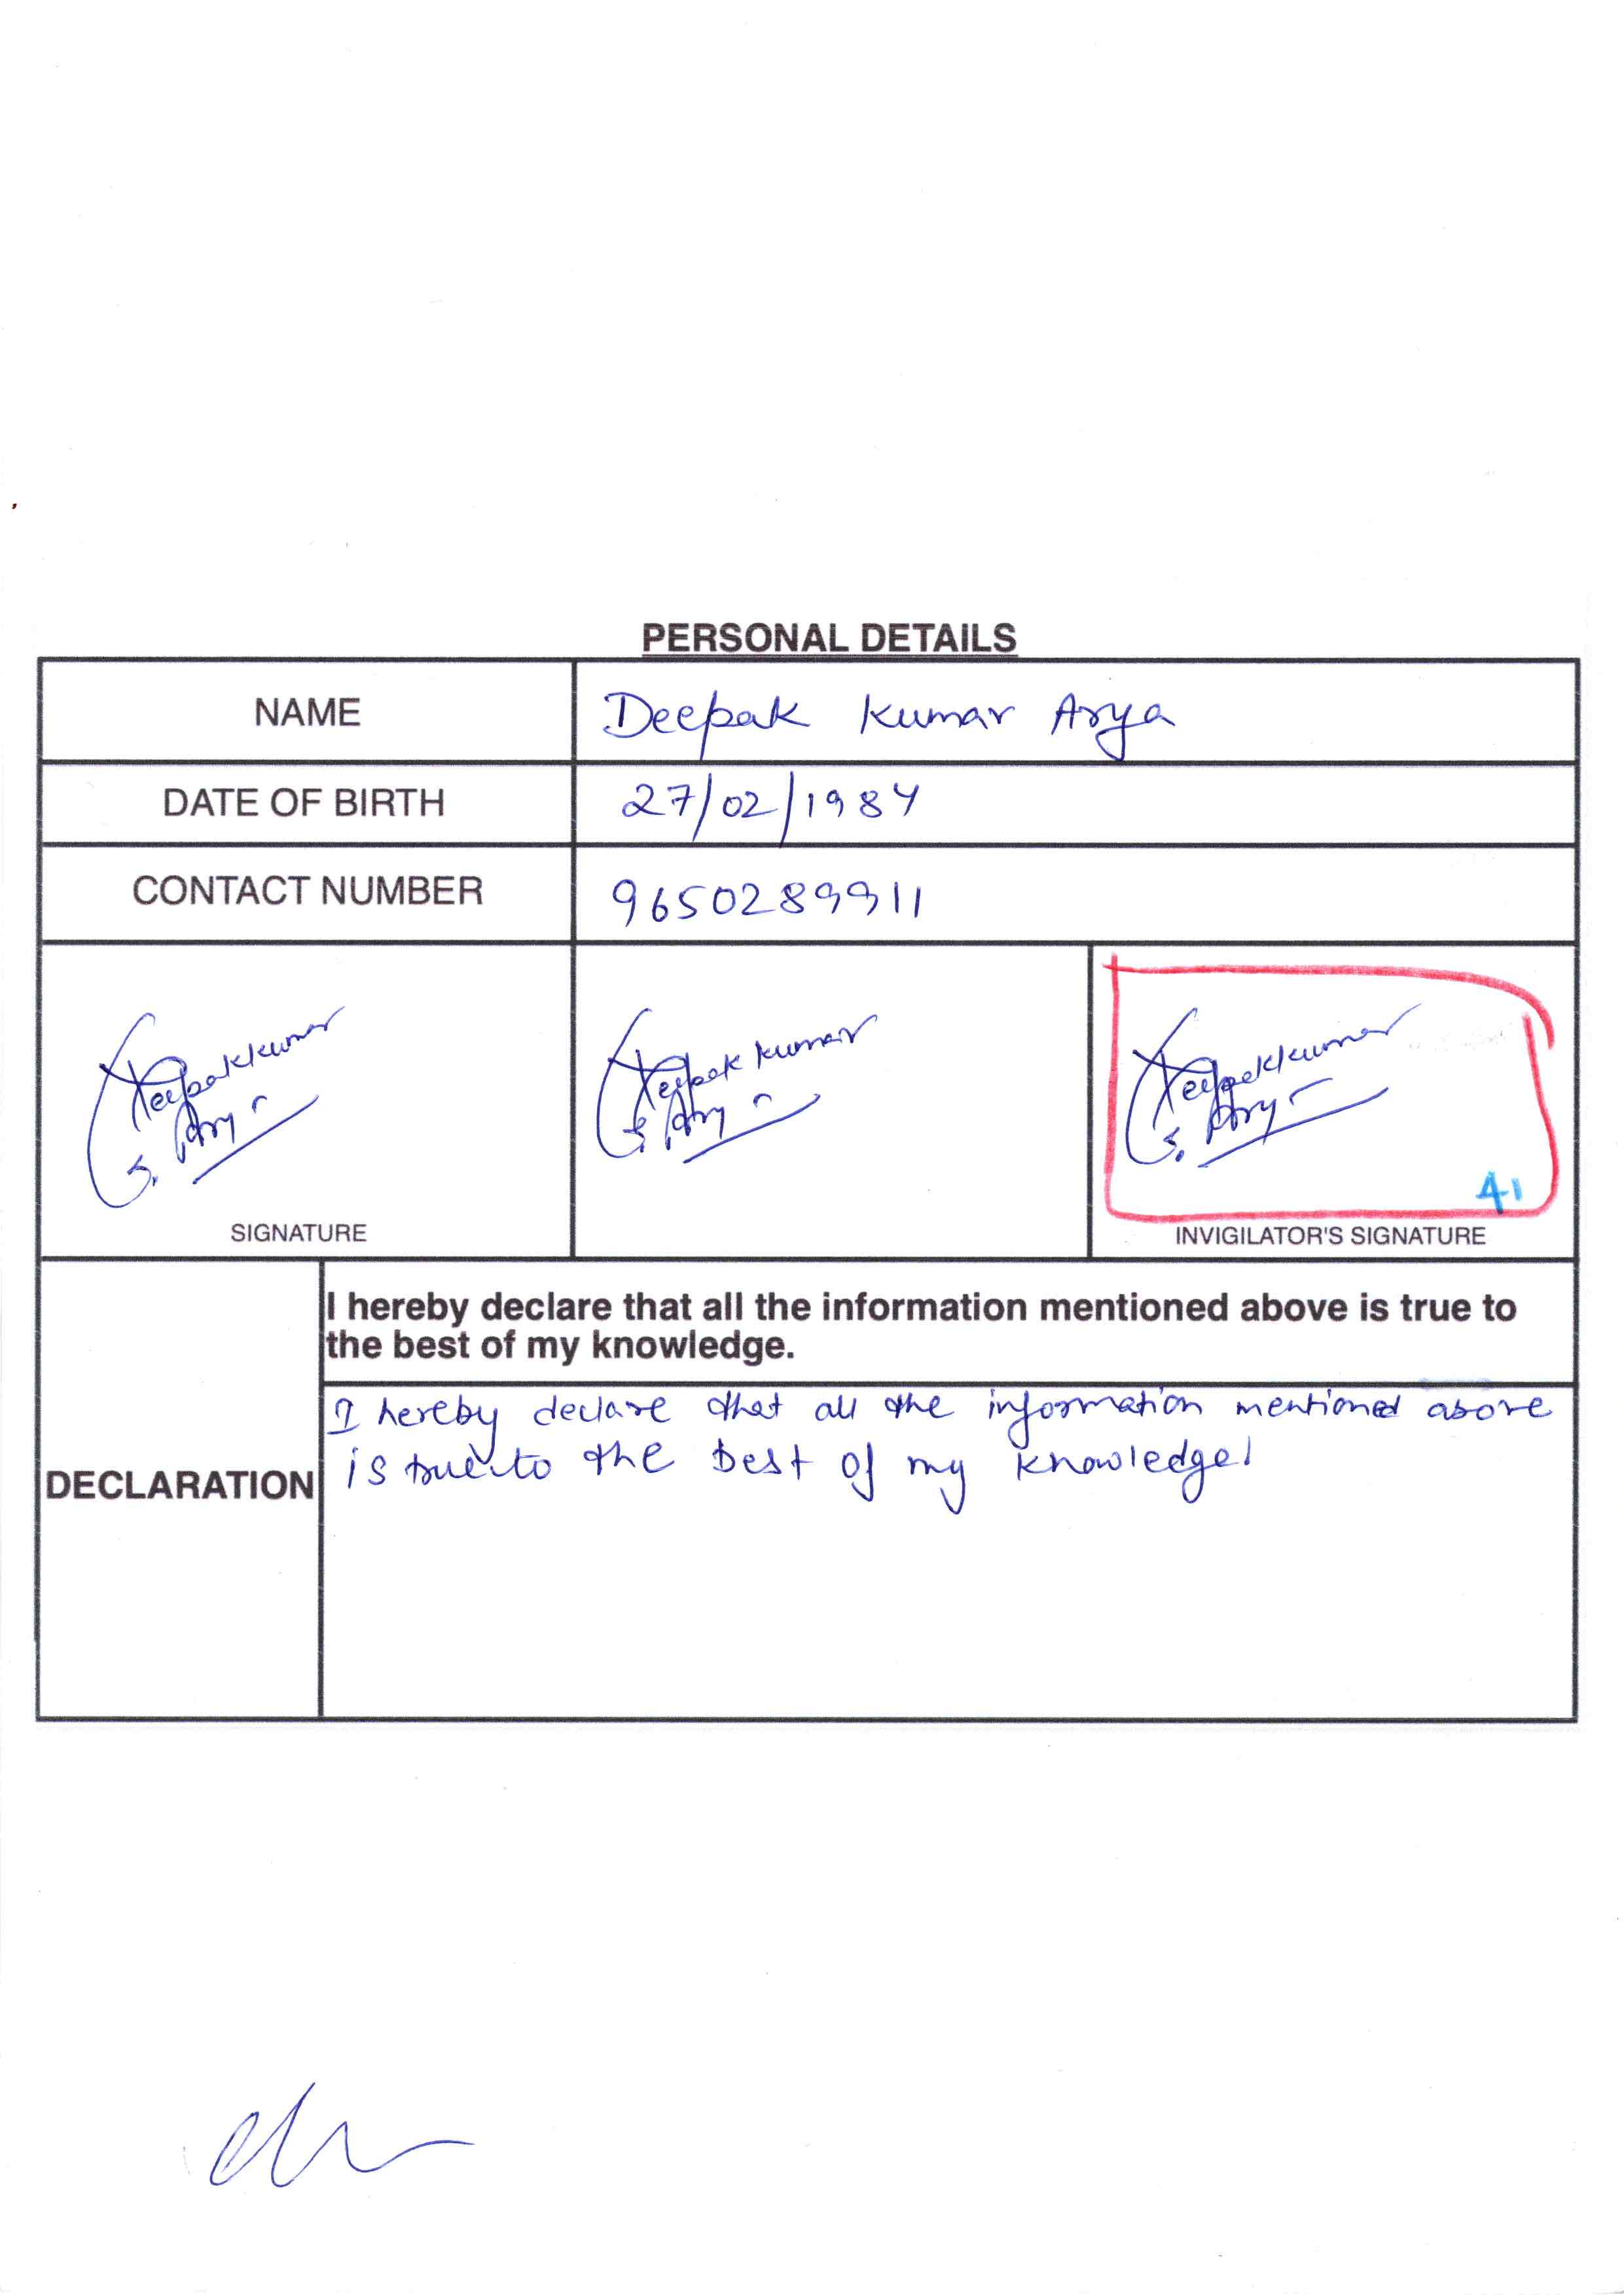 PERSONAL DETAILS
NAME Deepak Kumar Arya
DATE OF BIRTH 27/02/1984
CONTACT NUMBER 9650289911
Deepak Kumar Deepak Kumar Deepak Kumar
S. Arya S. Arya S. Arya
41
SIGNATURE INVIGILATOR'S SIGNATURE
I hereby declare that all the information mentioned above is true to
the best of my knowledge.
I hereby declare that all the information mentioned above
is true to the best of my knowledge.
DECLARATION